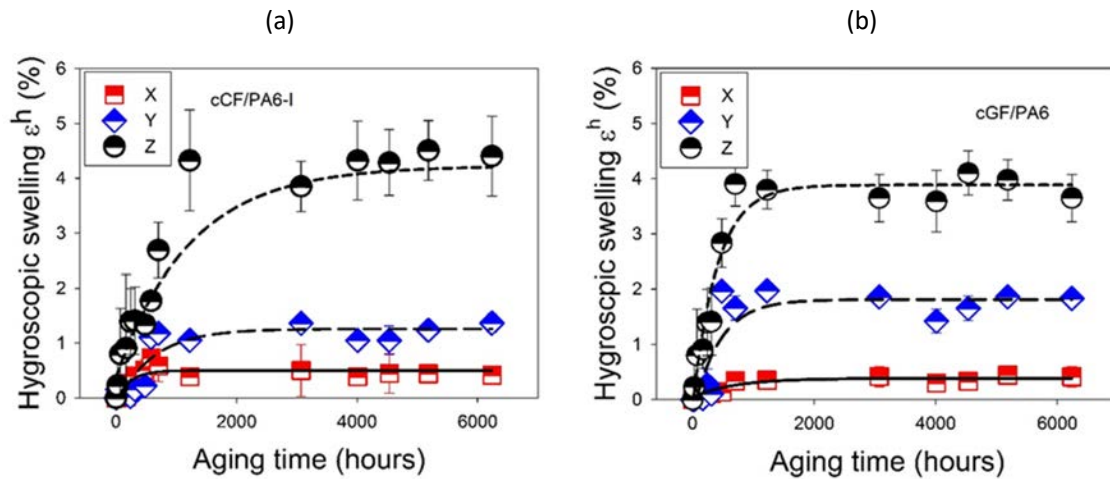 (a)
(b)
Hygroscopic swelling εʰ (%)
6
5
4
3
2
1
0
X
Y
Z
cCF/PA6-I
0
2000
4000
6000
Aging time (hours)
Hygroscpic swelling εʰ (%)
6
5
4
3
2
1
0
X
Y
Z
cGF/PA6
0
2000
4000
6000
Aging time (hours)